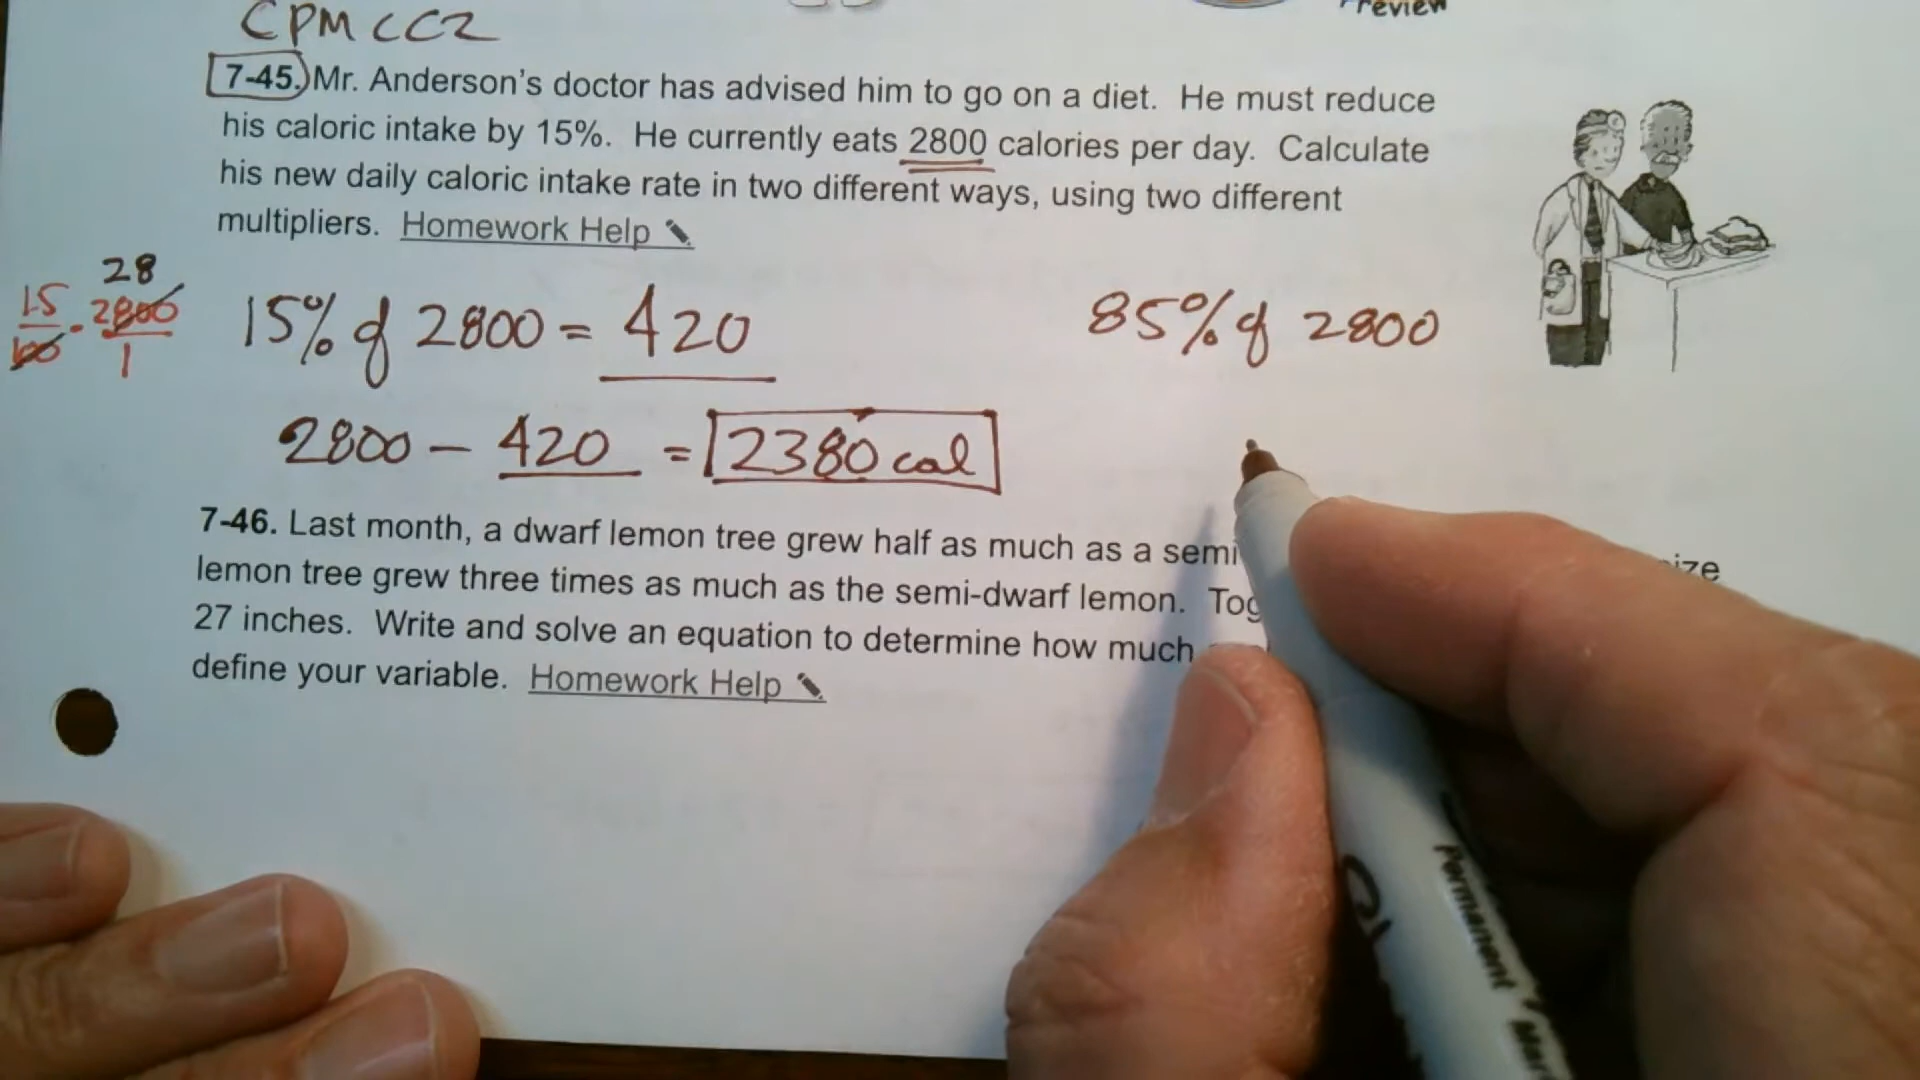 review
CPM CC2
7-45. Mr. Anderson's doctor has advised him to go on a diet. He must reduce
his caloric intake by 15%. He currently eats 2800 calories per day. Calculate
his new daily caloric intake rate in two different ways, using two different
multipliers. Homework Help
28
15/100 · 2800/1
15% of 2800 = 420
85% of 2800
2800 - 420 = 2380 cal
7-46. Last month, a dwarf lemon tree grew half as much as a semi
lemon tree grew three times as much as the semi-dwarf lemon.
27 inches. Write and solve an equation to determine how much
define your variable. Homework Help
Permanent